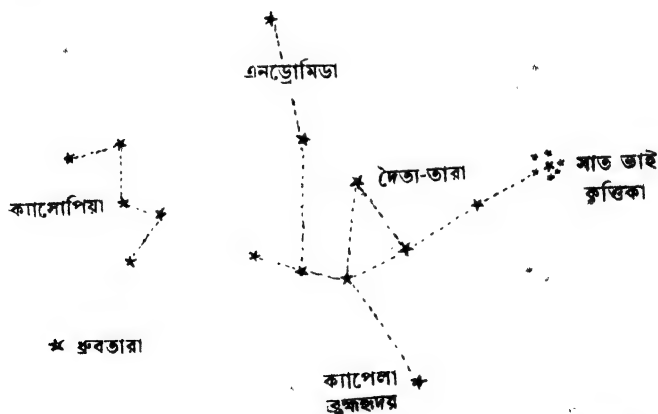 এনড্রোমিডা
দৈতা-তারা
সাত ভাই
কৃত্তিকা
ক্যাসোপিয়া
ধ্রুবতারা
ক্যাপেলা
ব্রহ্মহৃদয়